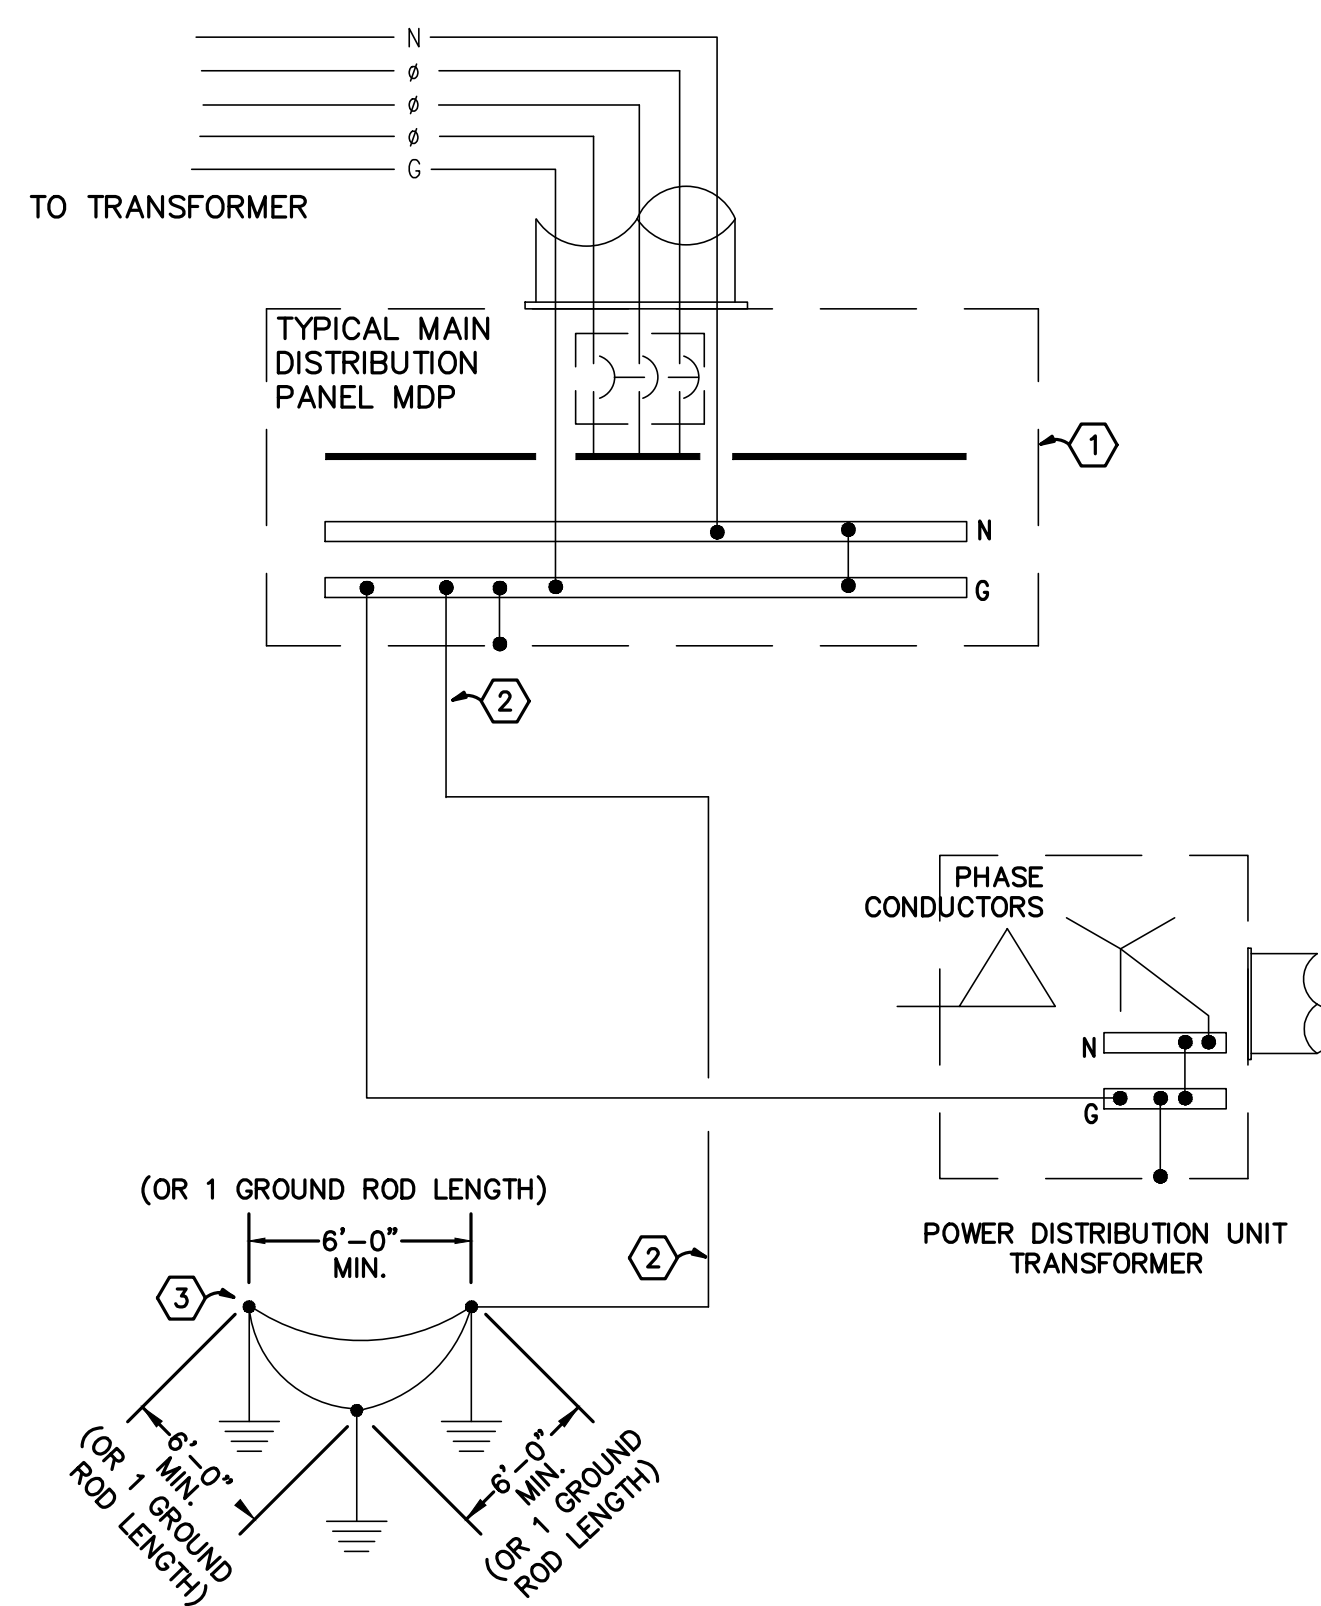 N
ø
ø
ø
G
TO TRANSFORMER
TYPICAL MAIN
DISTRIBUTION
PANEL MDP
1
N
G
2
PHASE
CONDUCTORS
N
G
POWER DISTRIBUTION UNIT
TRANSFORMER
(OR 1 GROUND ROD LENGTH)
6'-0"
MIN.
2
3
6'-0"
MIN.
(OR 1 GROUND
ROD LENGTH)
6'-0"
MIN.
(OR 1 GROUND
ROD LENGTH)